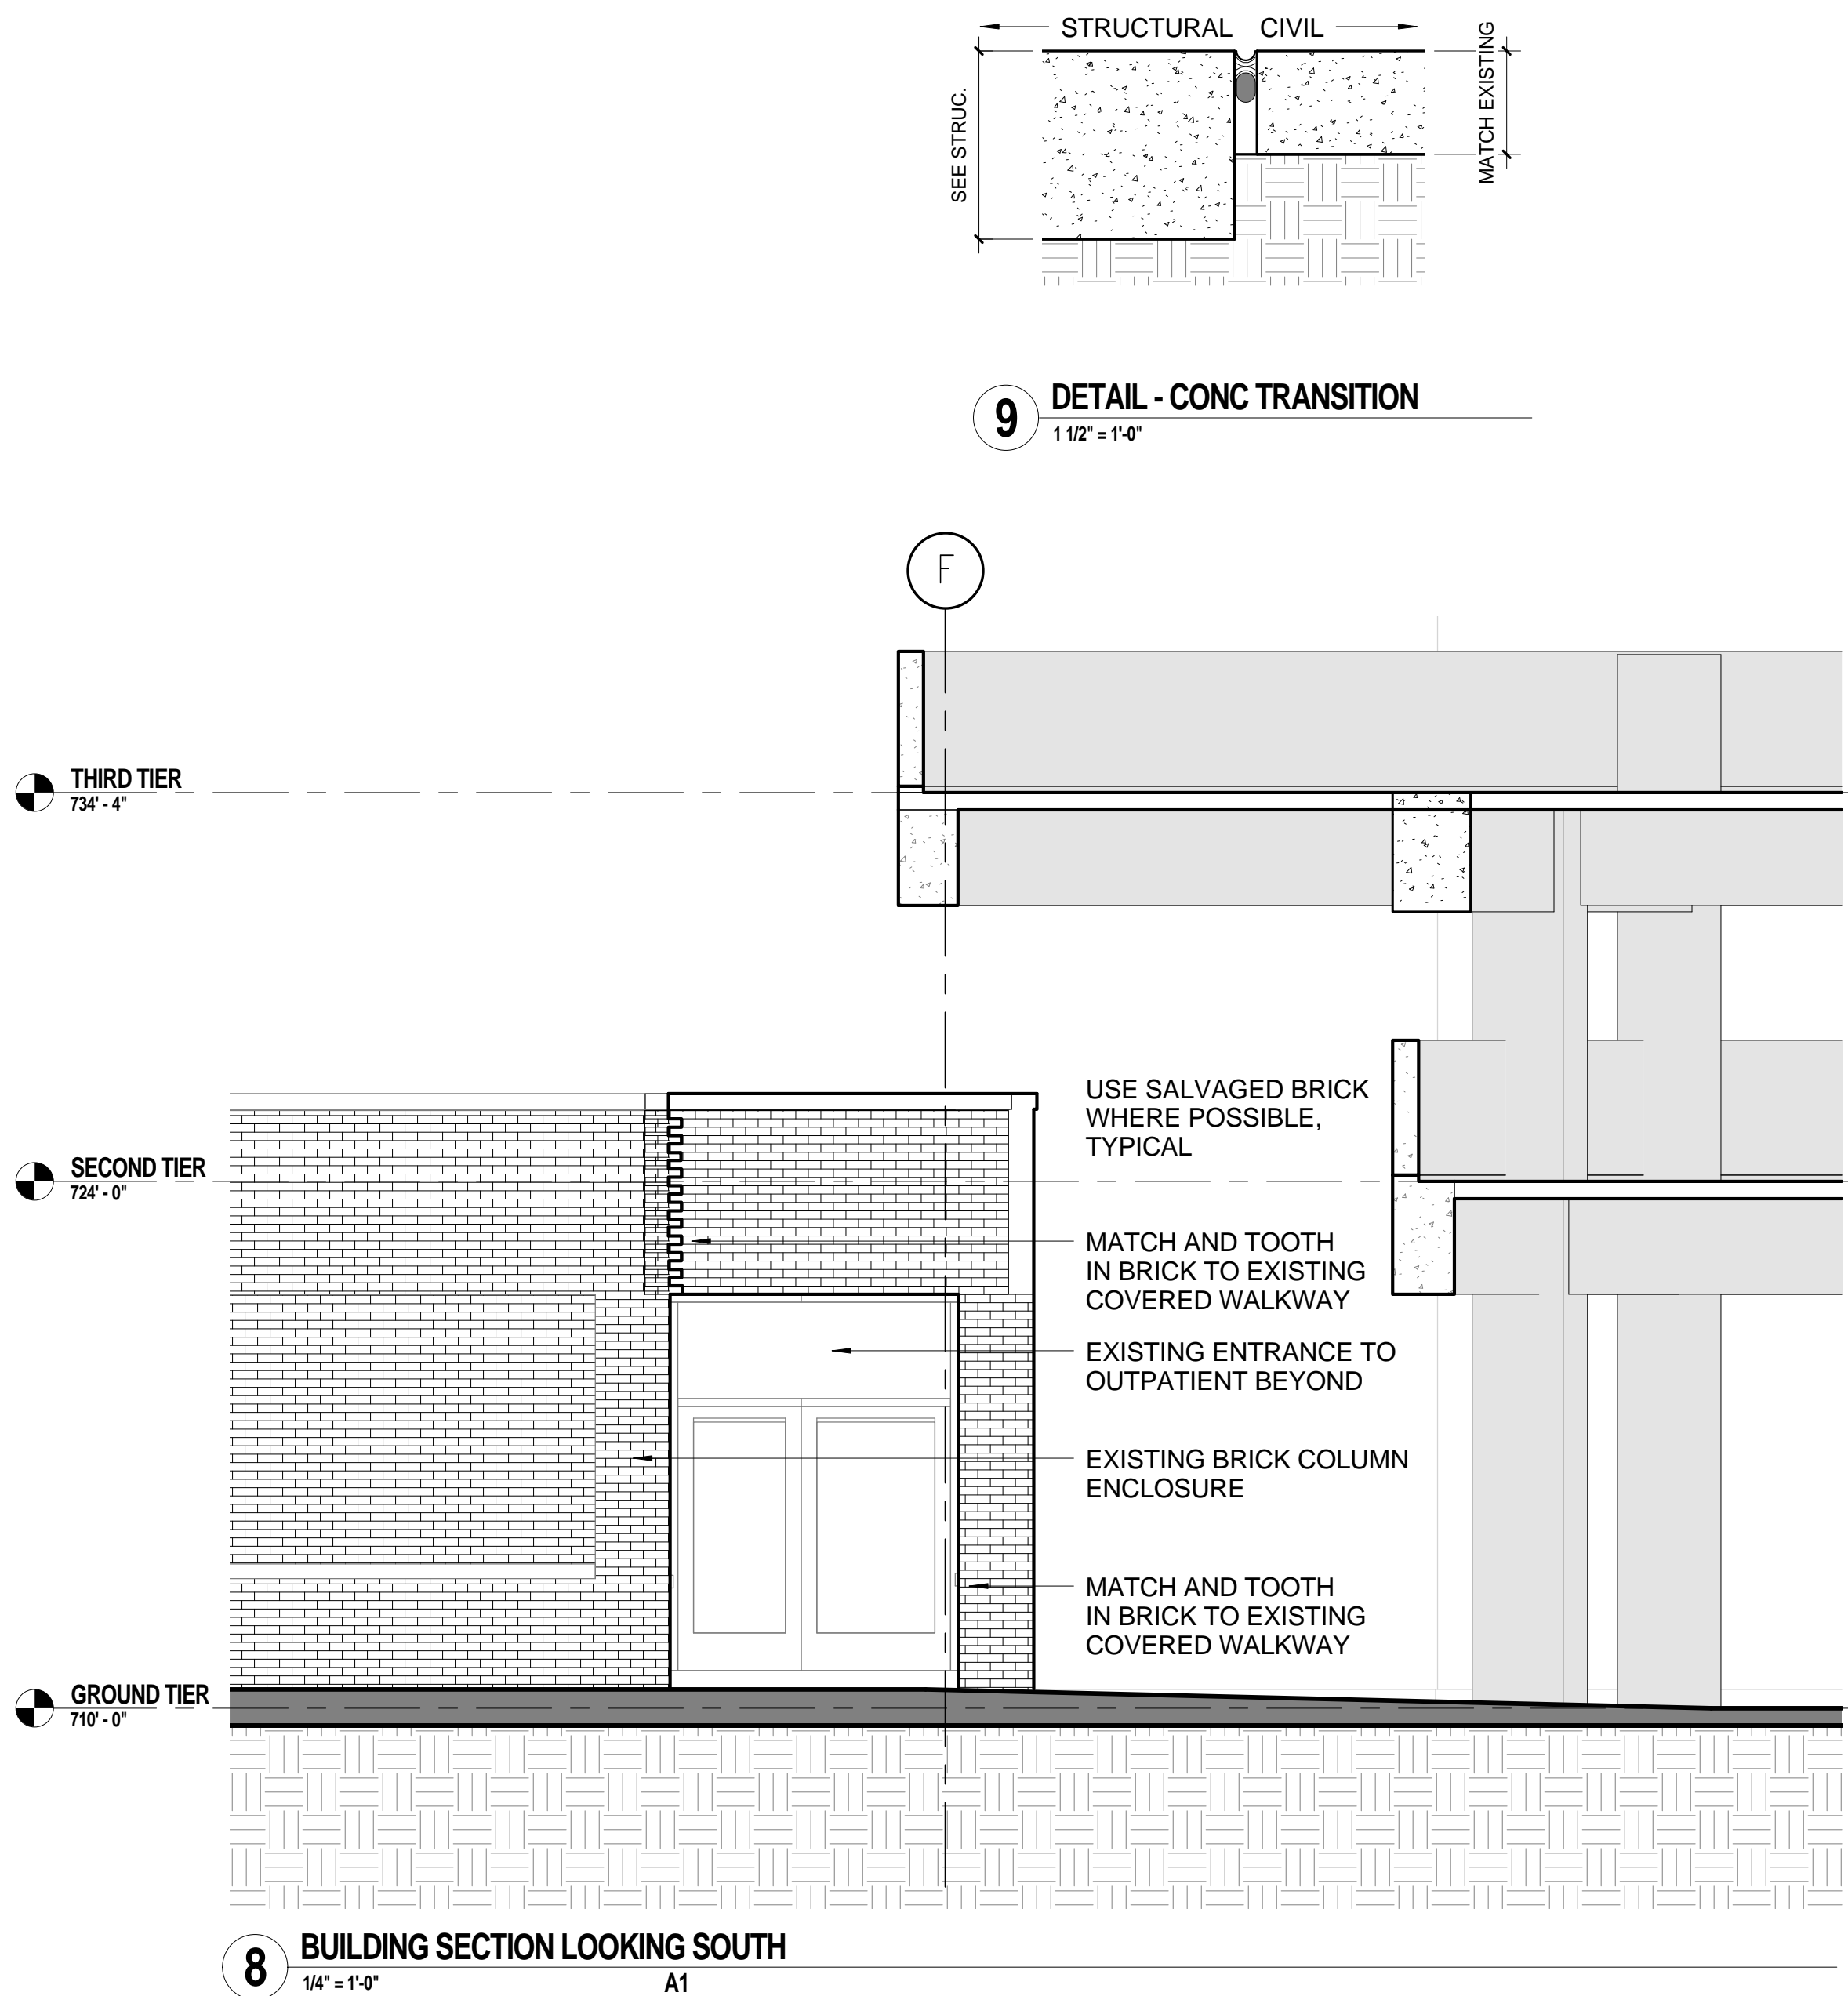 STRUCTURAL CIVIL
SEE STRUC.
MATCH EXISTING
9
DETAIL - CONC TRANSITION
1 1/2" = 1'-0"
F
THIRD TIER
734' - 4"
USE SALVAGED BRICK
WHERE POSSIBLE,
TYPICAL
SECOND TIER
724' - 0"
MATCH AND TOOTH
IN BRICK TO EXISTING
COVERED WALKWAY
EXISTING ENTRANCE TO
OUTPATIENT BEYOND
EXISTING BRICK COLUMN
ENCLOSURE
MATCH AND TOOTH
IN BRICK TO EXISTING
COVERED WALKWAY
GROUND TIER
710' - 0"
8
BUILDING SECTION LOOKING SOUTH
1/4" = 1'-0"
A1